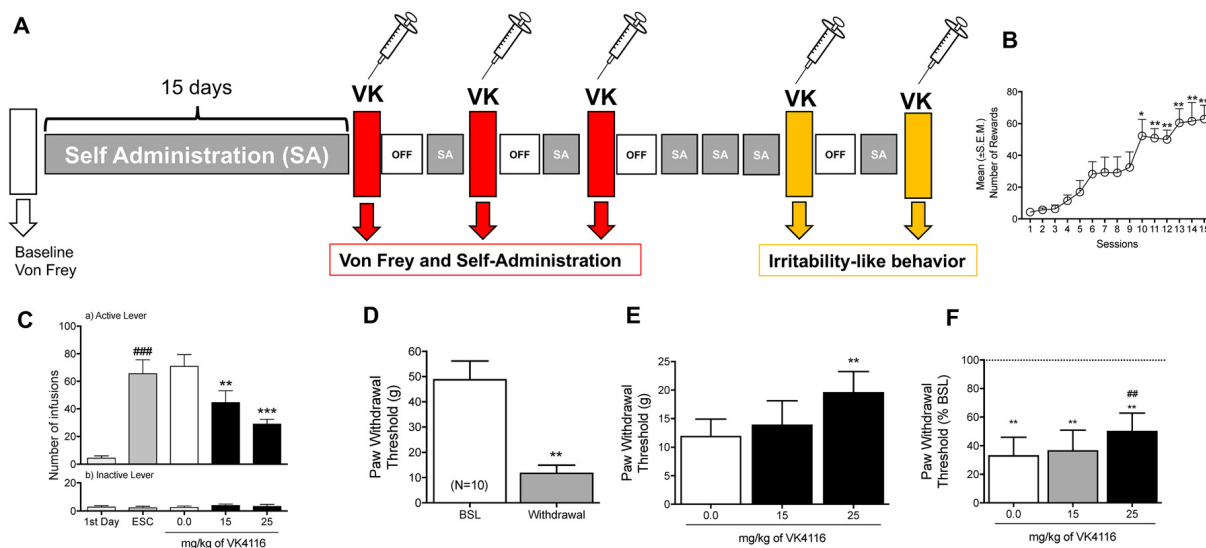 A
15 days
VK
VK
VK
VK
VK
Self Administration (SA)
OFF
SA
OFF
SA
OFF
SA
SA
SA
OFF
SA
Baseline
Von Frey
Von Frey and Self-Administration
Irritability-like behavior
B
Mean (±S.E.M.)
Number of Rewards
80
60
40
20
0
* ** ** ** ** **
1 2 3 4 5 6 7 8 9 10 11 12 13 14 15
Sessions
C
a) Active Lever
Number of infusions
100
80
60
40
20
0
###
**
***
b) Inactive Lever
20
0
1st Day ESC 0.0 15 25
mg/kg of VK4116
D
Paw Withdrawal
Threshold (g)
60
50
40
30
20
10
0
(N=10)
**
BSL Withdrawal
E
Paw Withdrawal
Threshold (g)
25
20
15
10
5
0
**
0.0 15 25
mg/kg of VK4116
F
Paw Withdrawal
Threshold (% BSL)
100
80
60
40
20
0
** ** ##
**
0.0 15 25
mg/kg of VK4116